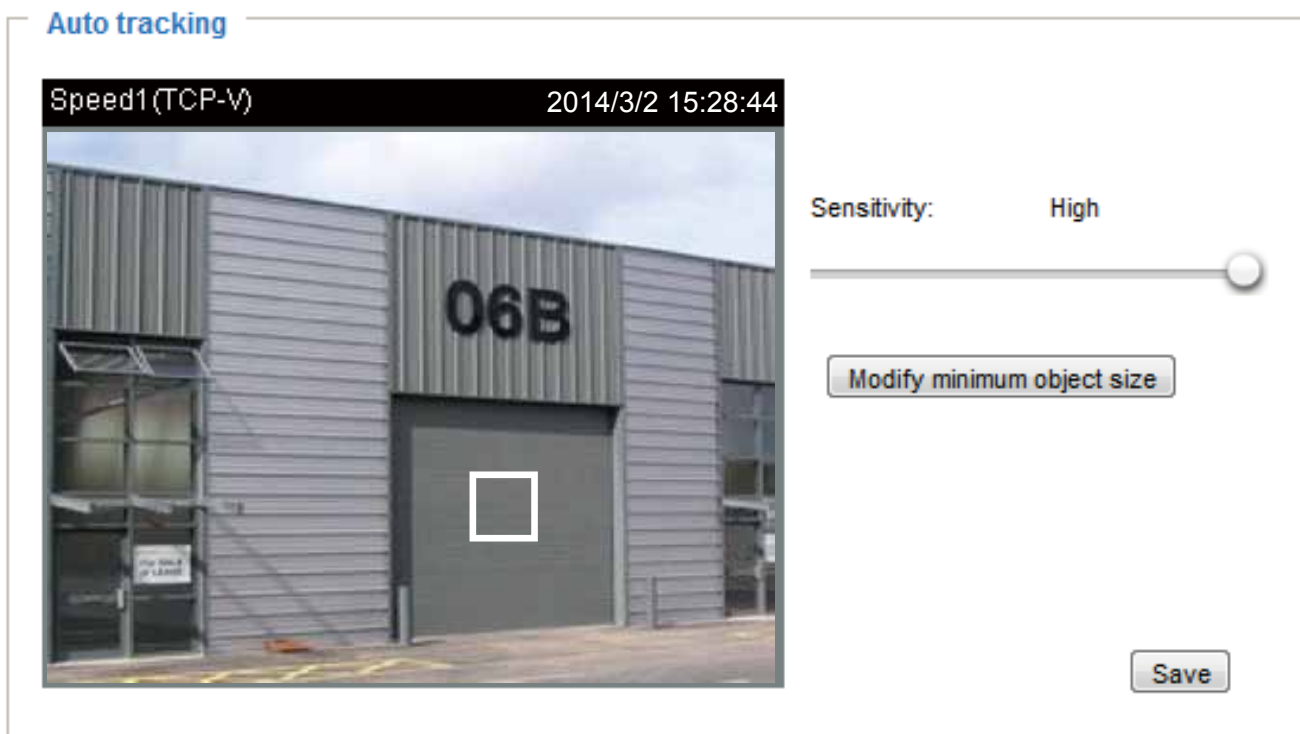 Auto tracking
Speed1(TCP-V) 2014/3/2 15:28:44
Sensitivity: High
06B
Modify minimum object size
Save